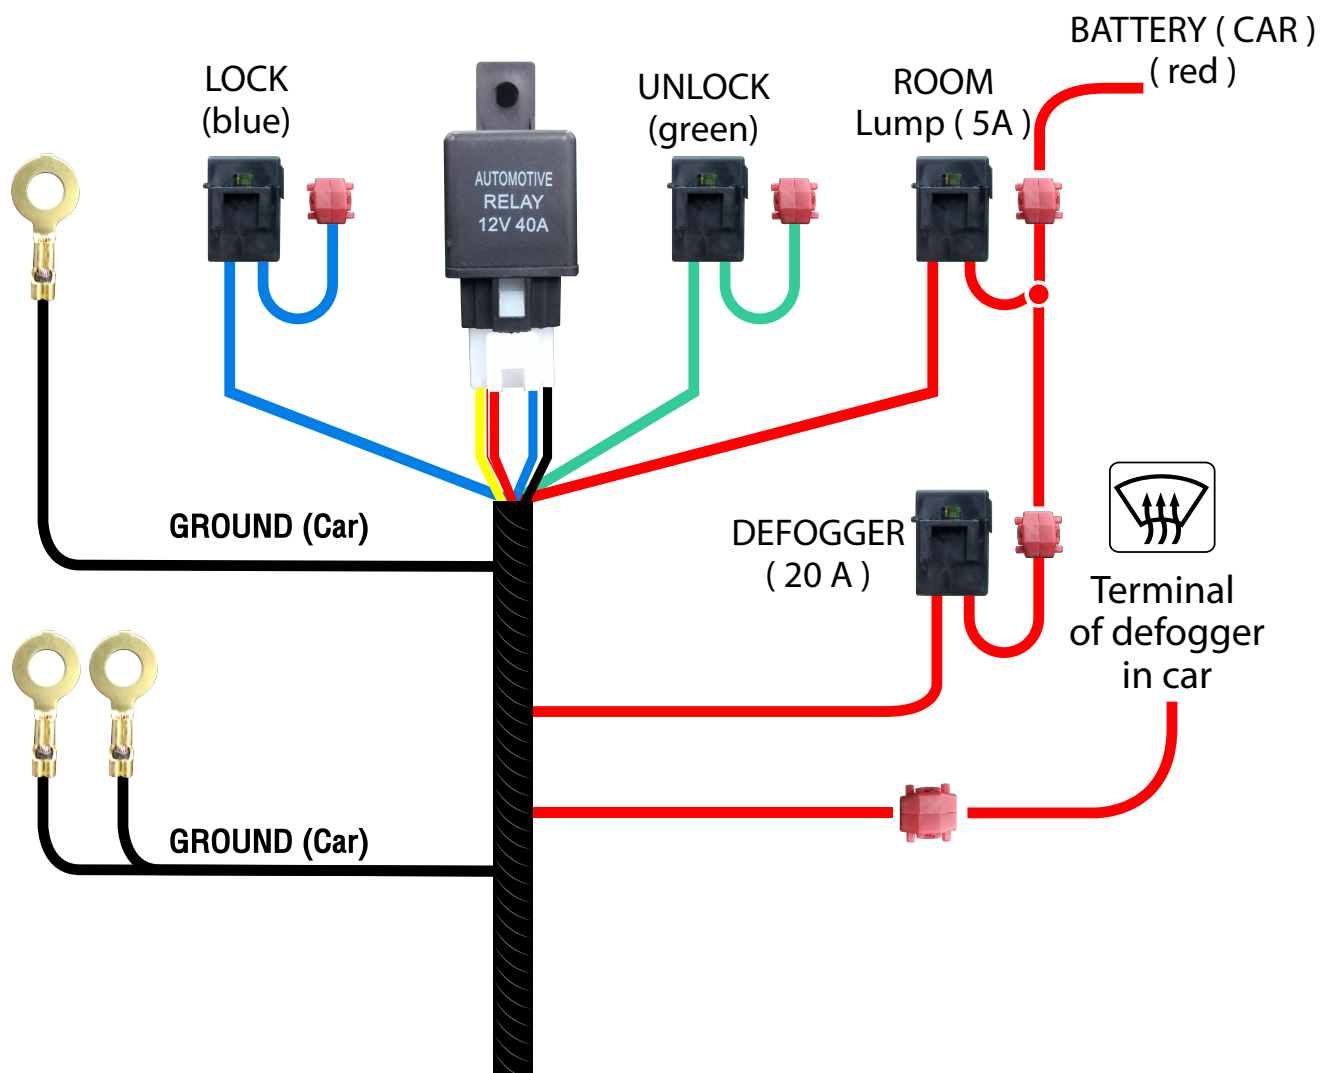 BATTERY ( CAR )
( red )
LOCK
(blue)
UNLOCK
(green)
ROOM
Lump ( 5A )
AUTOMOTIVE
RELAY
12V 40A
GROUND (Car)
DEFOGGER
( 20 A )
Terminal
of defogger
in car
GROUND (Car)